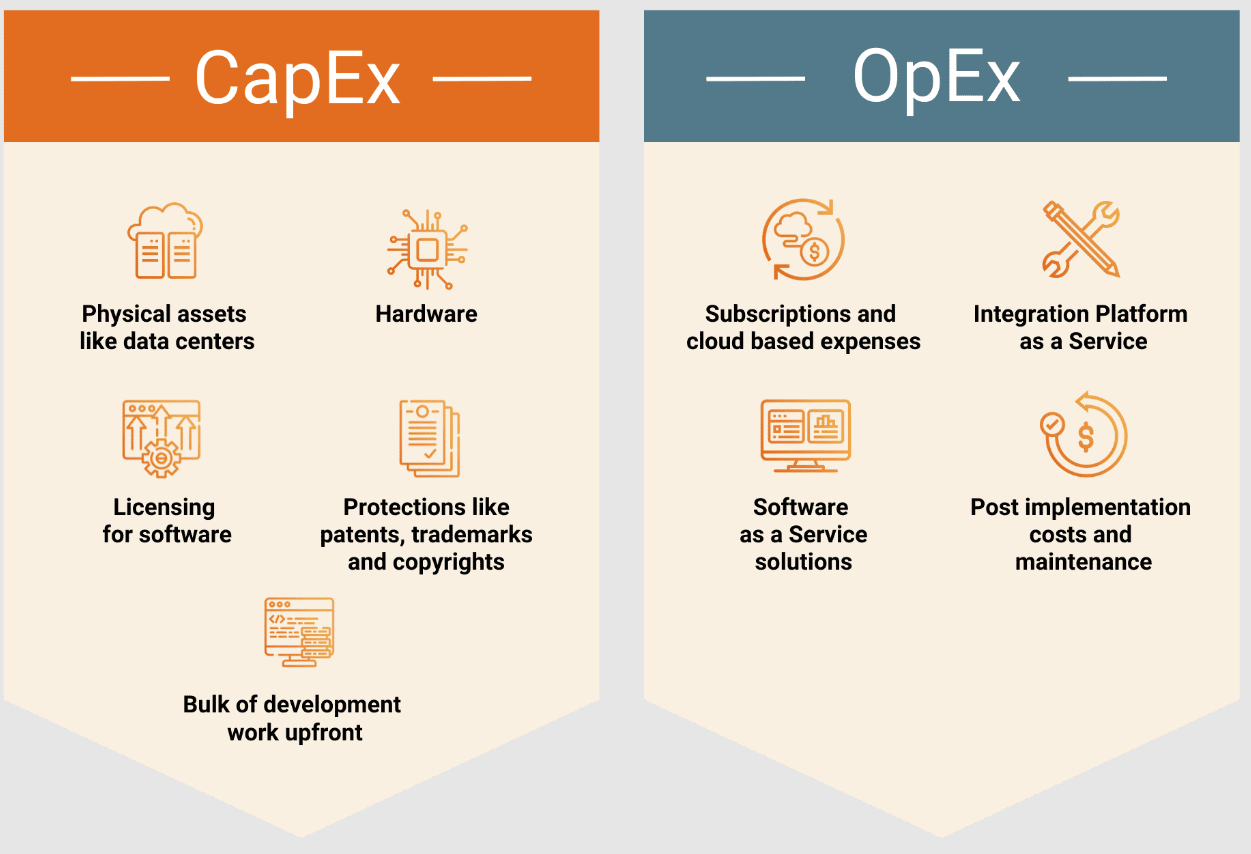 CapEx
Physical assets
like data centers
Hardware
Licensing
for software
Protections like
patents, trademarks
and copyrights
Bulk of development
work upfront
OpEx
Subscriptions and
cloud based expenses
Integration Platform
as a Service
Software
as a Service
solutions
Post implementation
costs and
maintenance